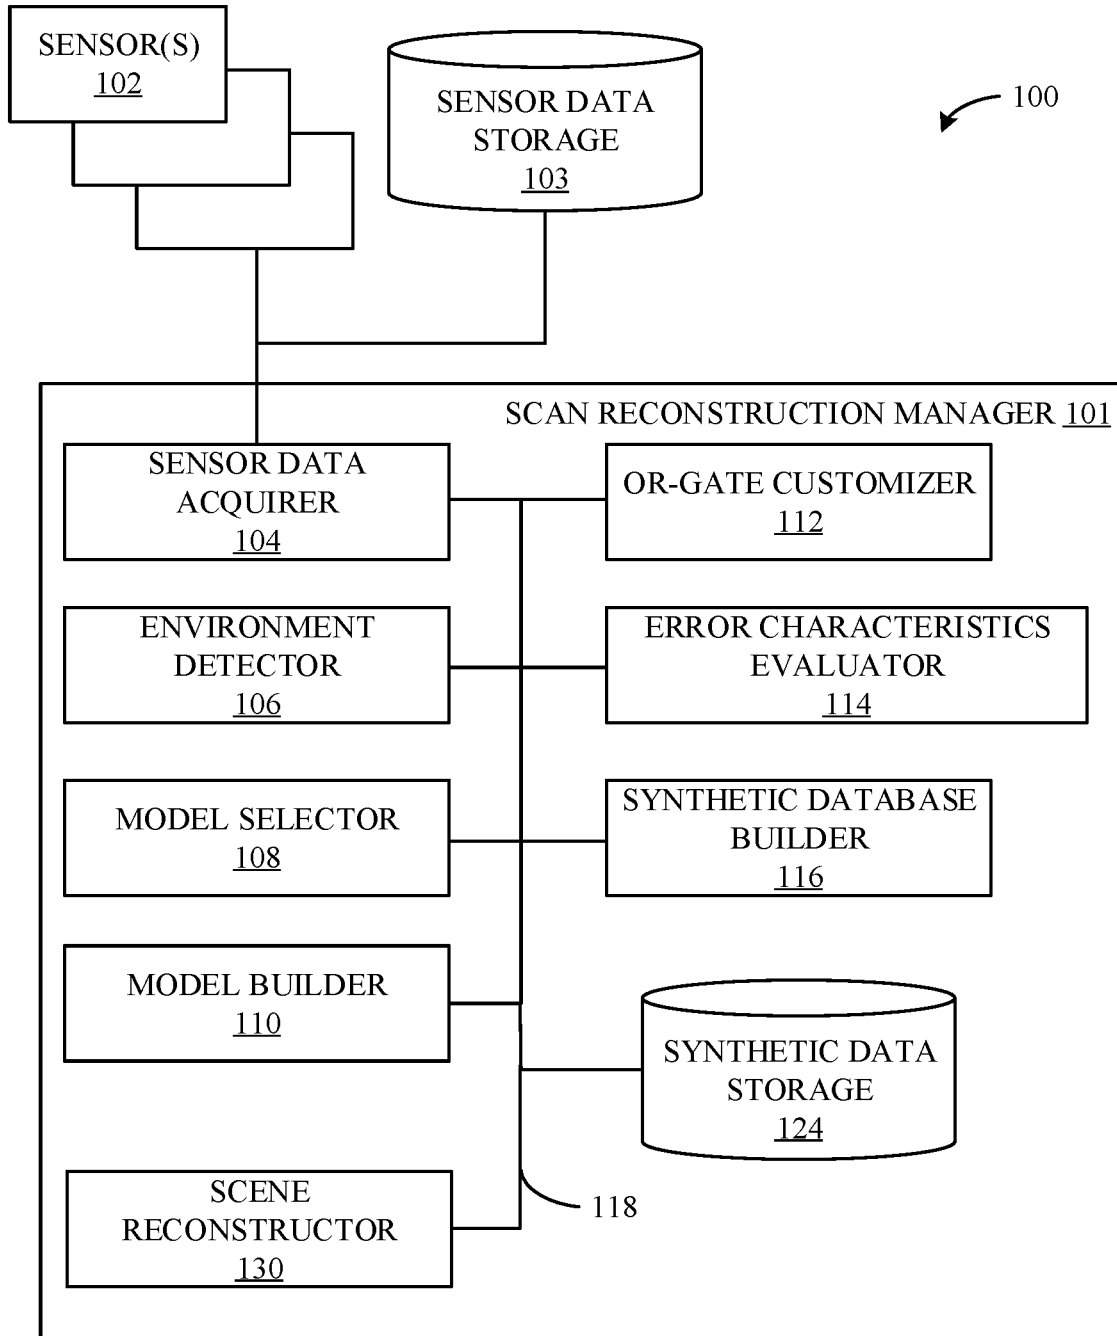 SENSOR(S)
102
SENSOR DATA
STORAGE
103
100
SCAN RECONSTRUCTION MANAGER 101
SENSOR DATA
ACQUIRER
104
OR-GATE CUSTOMIZER
112
ENVIRONMENT
DETECTOR
106
ERROR CHARACTERISTICS
EVALUATOR
114
MODEL SELECTOR
108
SYNTHETIC DATABASE
BUILDER
116
MODEL BUILDER
110
SYNTHETIC DATA
STORAGE
124
SCENE
RECONSTRUCTOR
130
118